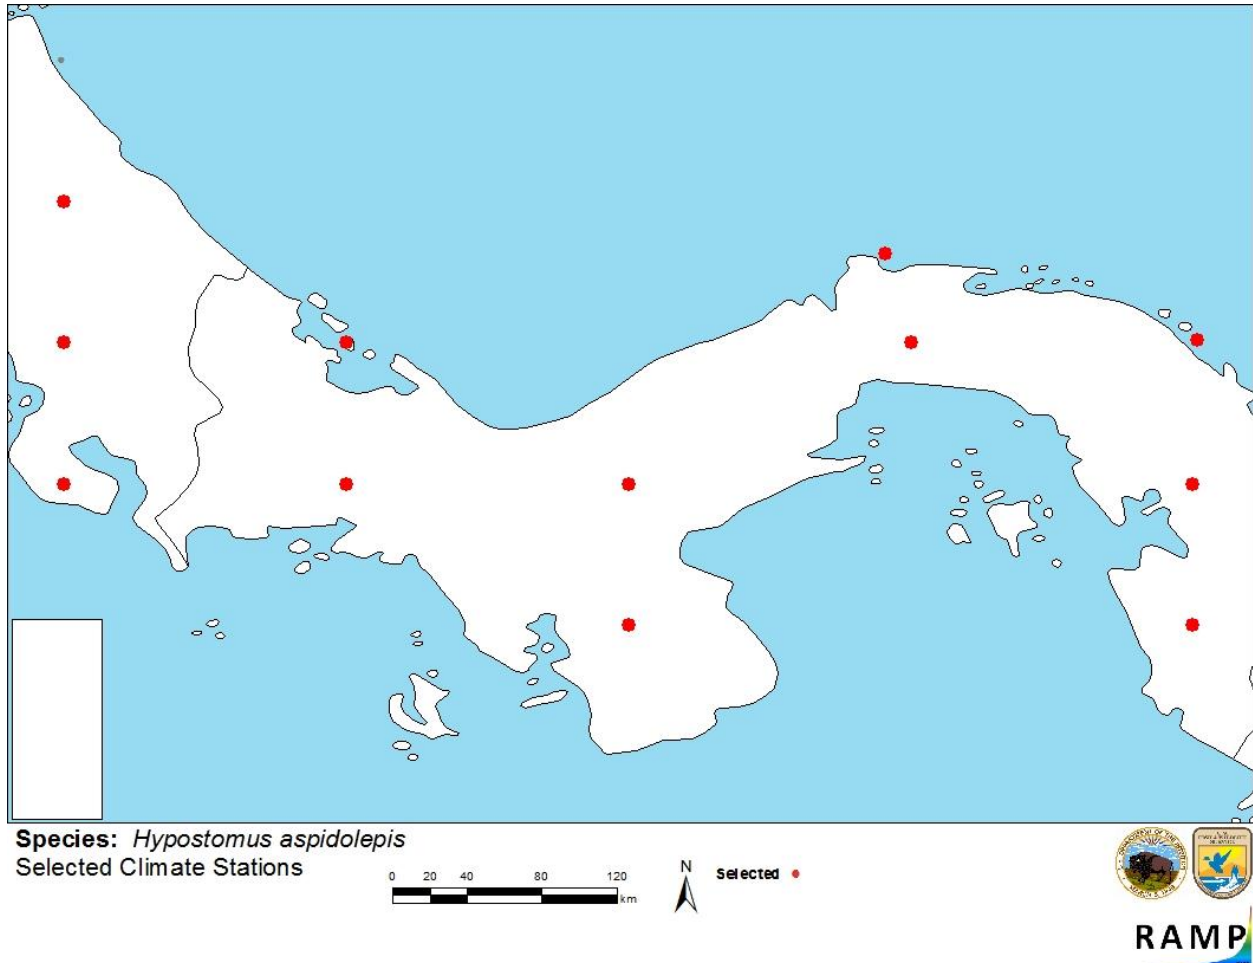 Species: Hypostomus aspidolepis
Selected Climate Stations
0 20 40 80 120
km
N
Selected
RAMP